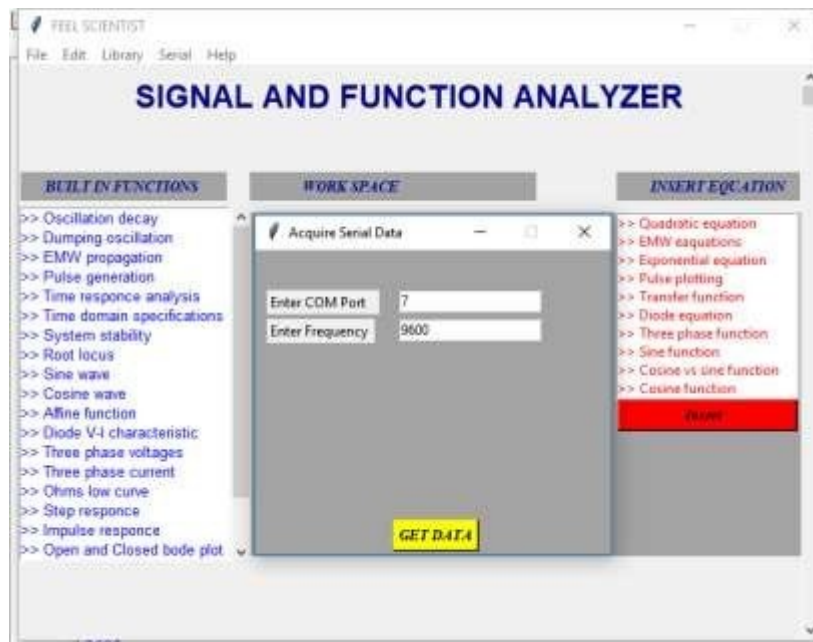 FEEL SCIENTIST
File Edit Library Serial Help
SIGNAL AND FUNCTION ANALYZER
BUILT IN FUNCTIONS
>> Oscillation decay
>> Dumping oscillation
>> EMW propagation
>> Pulse generation
>> Time responce analysis
>> Time domain specifications
>> System stability
>> Root locus
>> Sine wave
>> Cosine wave
>> Affine function
>> Diode V-I characteristic
>> Three phase voltages
>> Three phase current
>> Ohms low curve
>> Step responce
>> Impulse responce
>> Open and Closed bode plot
WORK SPACE
Acquire Serial Data
Enter COM Port 7
Enter Frequency 9600
GET DATA
INSERT EQUATION
>> Quadratic equation
>> EMW eaquations
>> Exponential equation
>> Pulse plotting
>> Transfer function
>> Diode equation
>> Three phase function
>> Sine function
>> Cosine vs sine function
>> Cosine function